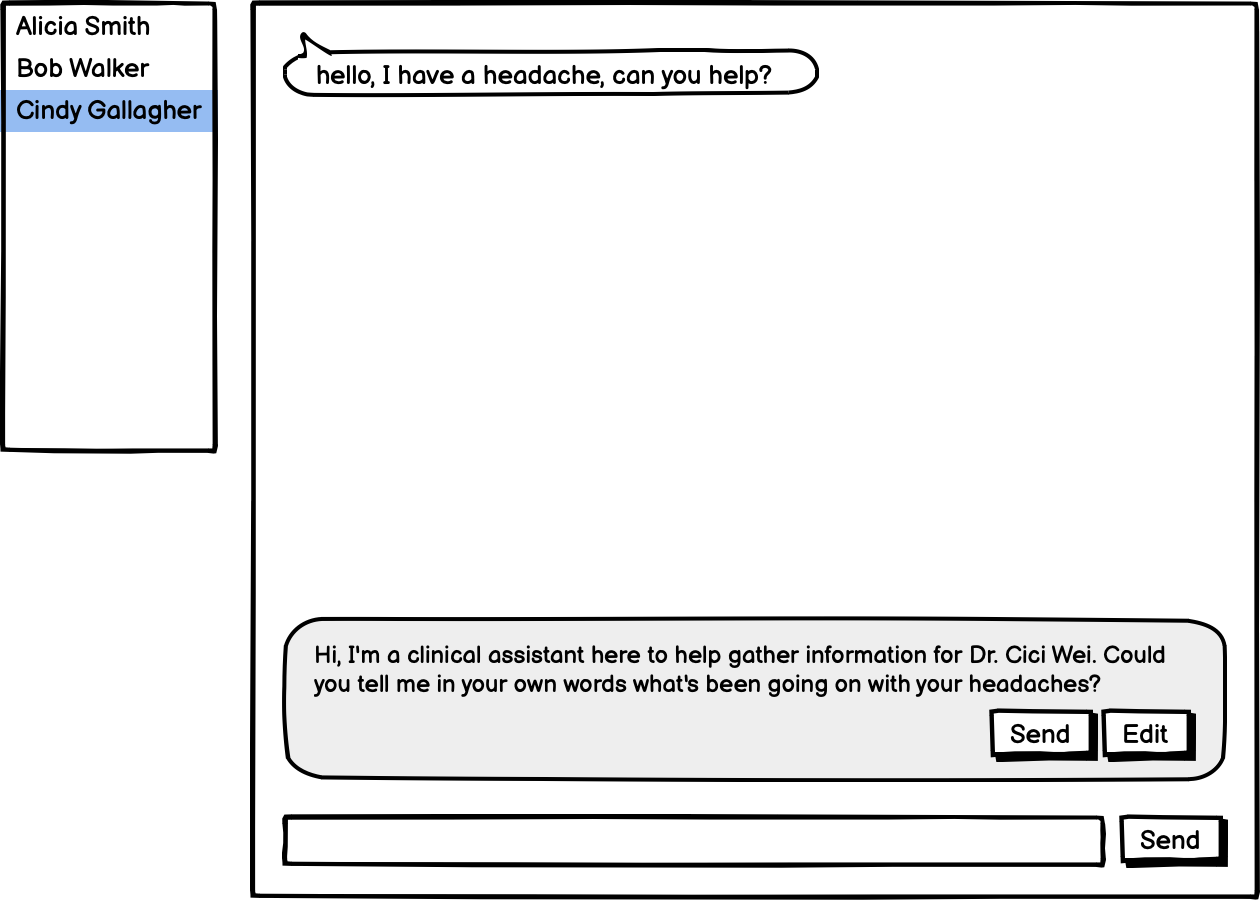 Alicia Smith
Bob Walker
Cindy Gallagher
hello, I have a headache, can you help?
Hi, I'm a clinical assistant here to help gather information for Dr. Cici Wei. Could
you tell me in your own words what's been going on with your headaches?
Send
Edit
Send